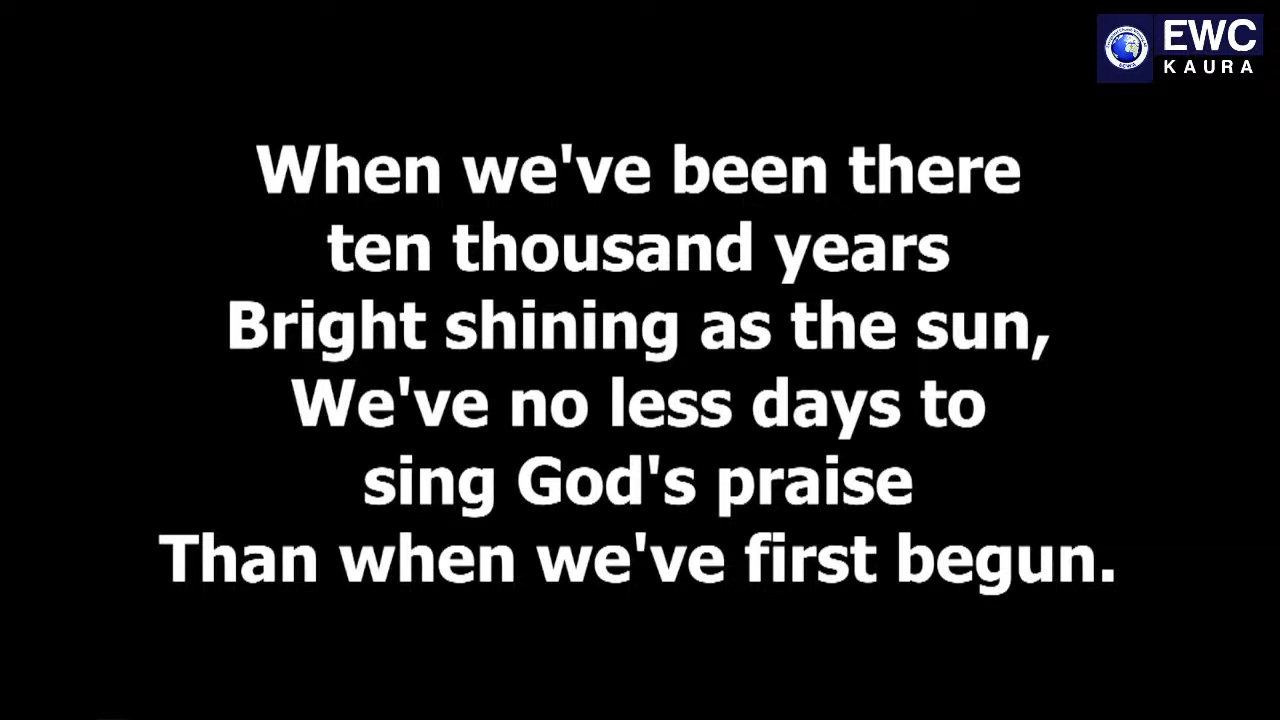 EWC
KAURA
When we've been there
ten thousand years
Bright shining as the sun,
We've no less days to
sing God's praise
Than when we've first begun.